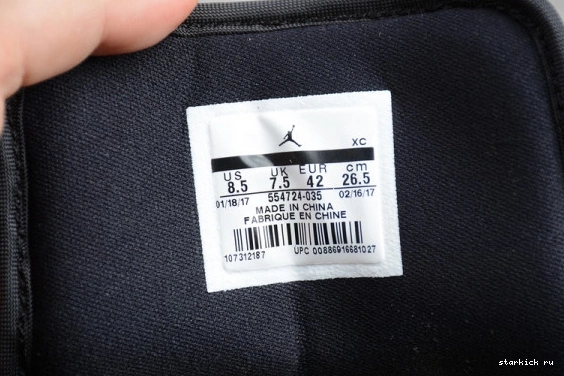 XC
US UK EUR cm
8.5 7.5 42 26.5
01/18/17 554724-035 02/16/17
MADE IN CHINA
FABRIQUE EN CHINE
107312187 UPC 00886916681027
starkick ru